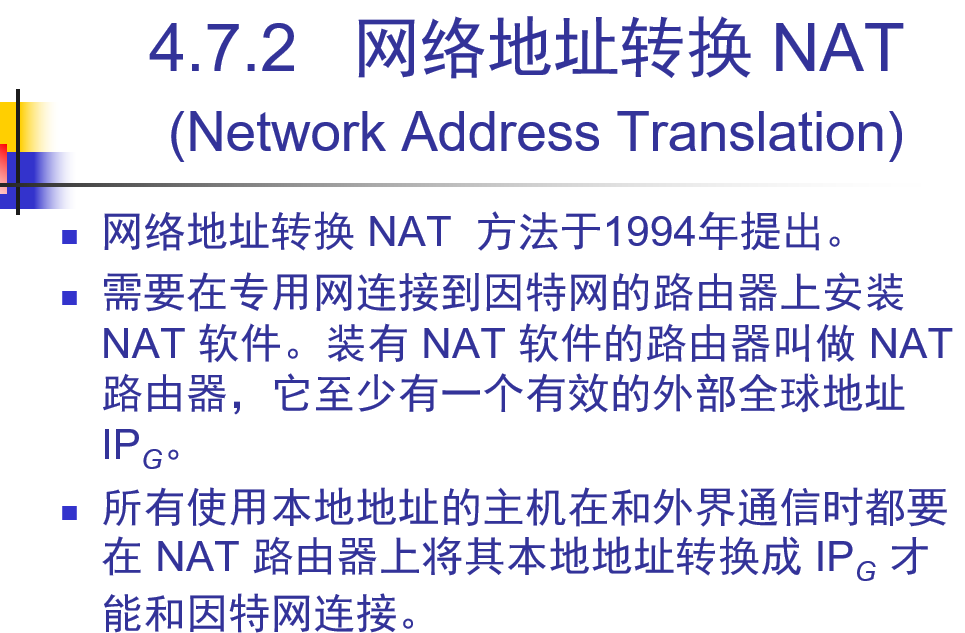 4.7.2 网络地址转换 NAT
(Network Address Translation)
网络地址转换 NAT 方法于1994年提出。
需要在专用网连接到因特网的路由器上安装
NAT 软件。装有 NAT 软件的路由器叫做 NAT
路由器，它至少有一个有效的外部全球地址
IPG。
所有使用本地地址的主机在和外界通信时都要
在 NAT 路由器上将其本地地址转换成 IPG 才
能和因特网连接。